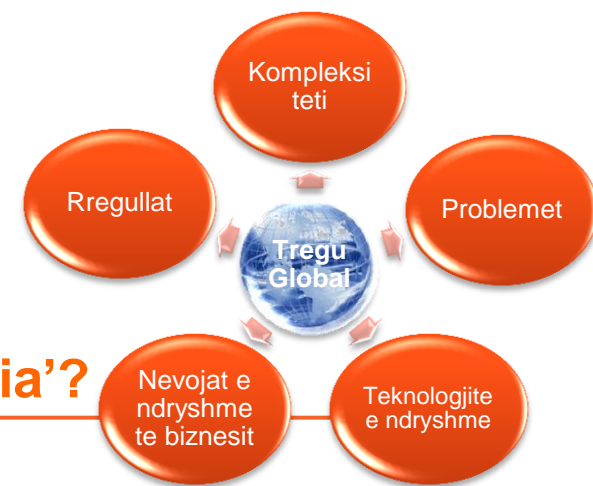 Kompleksi
teti
Rregullat
Problemet
Tregu
Global
ia’?
Nevojat e
ndryshme
te biznesit
Teknologjite
e ndryshme